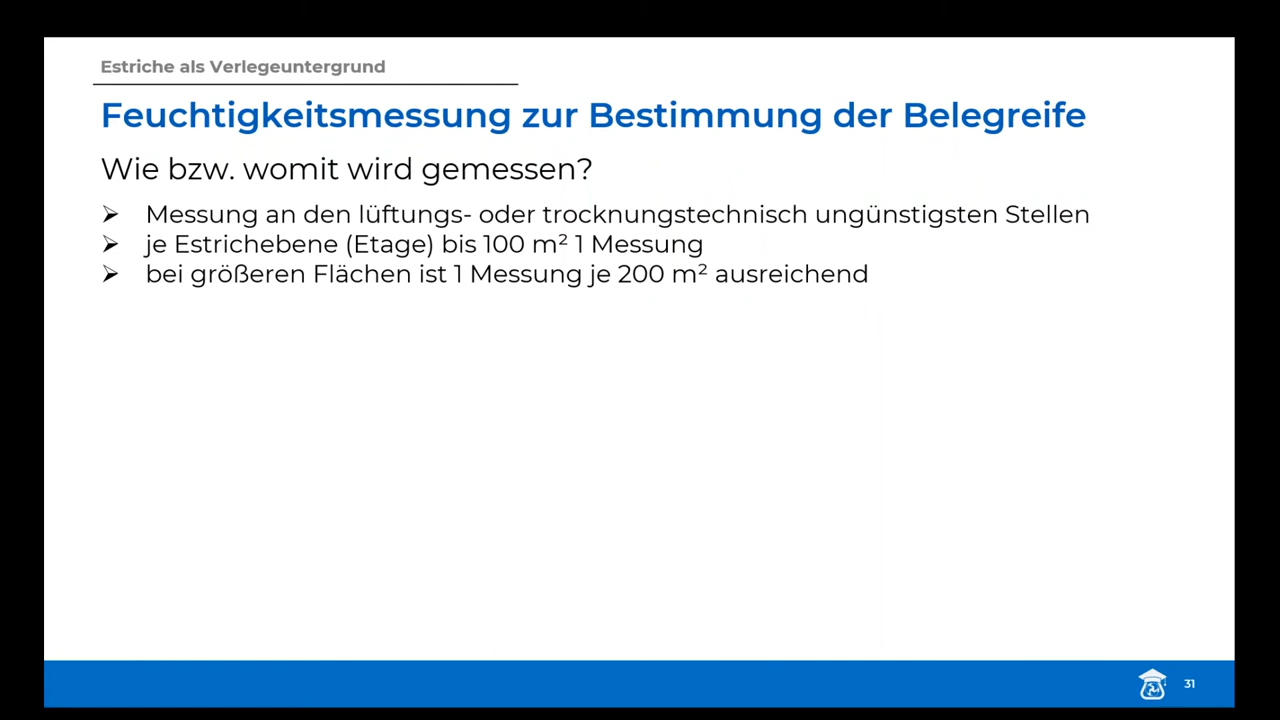 Estriche als Verlegeuntergrund
Feuchtigkeitsmessung zur Bestimmung der Belegreife
Wie bzw. womit wird gemessen?
➢ Messung an den lüftungs- oder trocknungstechnisch ungünstigsten Stellen
➢ je Estrichebene (Etage) bis 100 m² 1 Messung
➢ bei größeren Flächen ist 1 Messung je 200 m² ausreichend
31